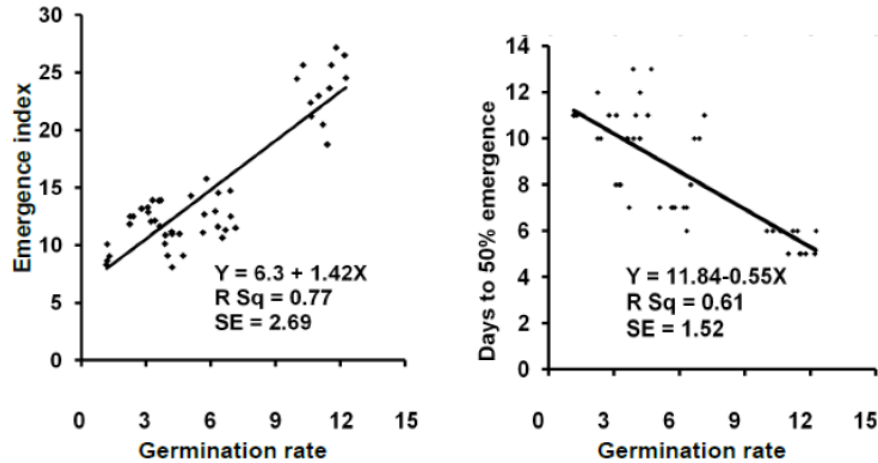 30
25
20
15
10
5
0
Emergence index
Y = 6.3 + 1.42X
R Sq = 0.77
SE = 2.69
0 3 6 9 12 15
Germination rate
14
12
10
8
6
4
2
0
Days to 50% emergence
Y = 11.84-0.55X
R Sq = 0.61
SE = 1.52
0 3 6 9 12 15
Germination rate